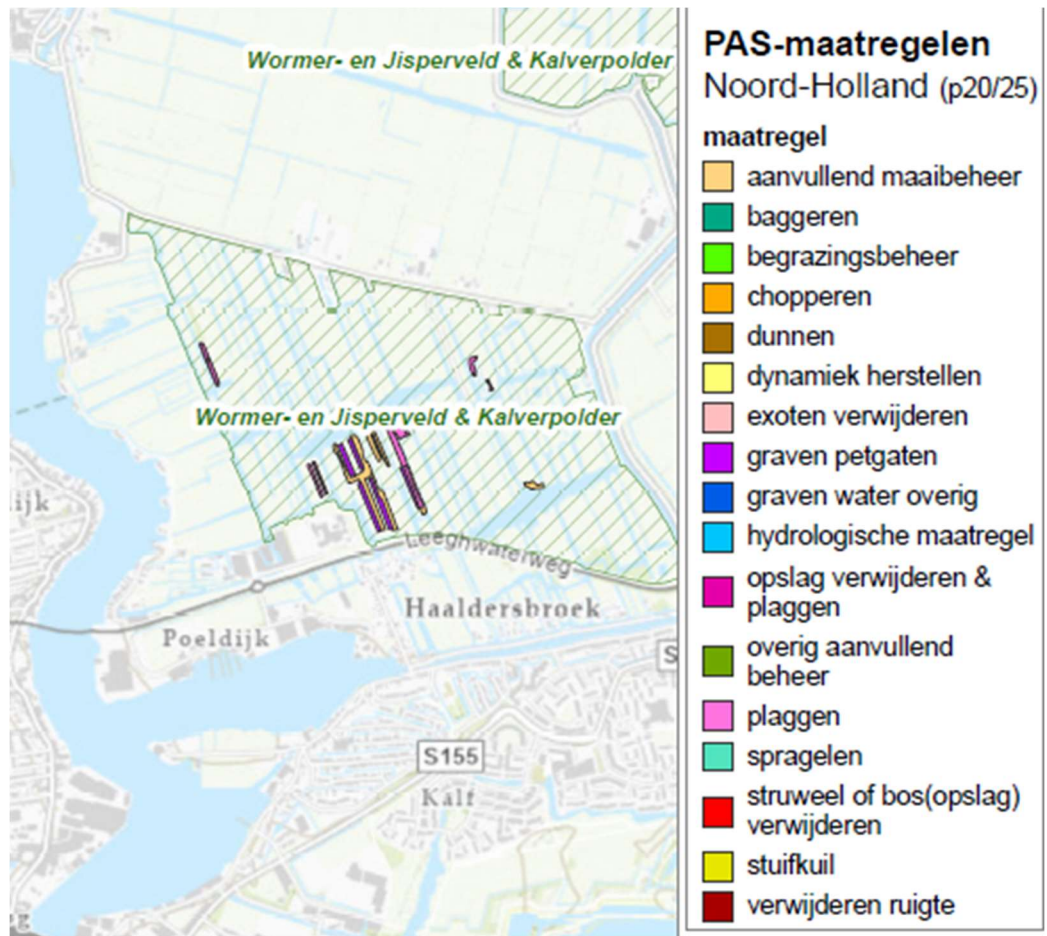 Wormer- en Jisperveld & Kalverpolder
Wormer- en Jisperveld & Kalverpolder
ijk
Leeghwaterweg
Haaldersbroek
Poeldijk
S
S155
Kalf
PAS-maatregelen
Noord-Holland (p20/25)
maatregel
aanvullend maaibeheer
baggeren
begrazingsbeheer
chopperen
dunnen
dynamiek herstellen
exoten verwijderen
graven petgaten
graven water overig
hydrologische maatregel
opslag verwijderen &
plaggen
overig aanvullend
beheer
plaggen
spragelen
struweel of bos(opslag)
verwijderen
stuifkuil
verwijderen ruigte